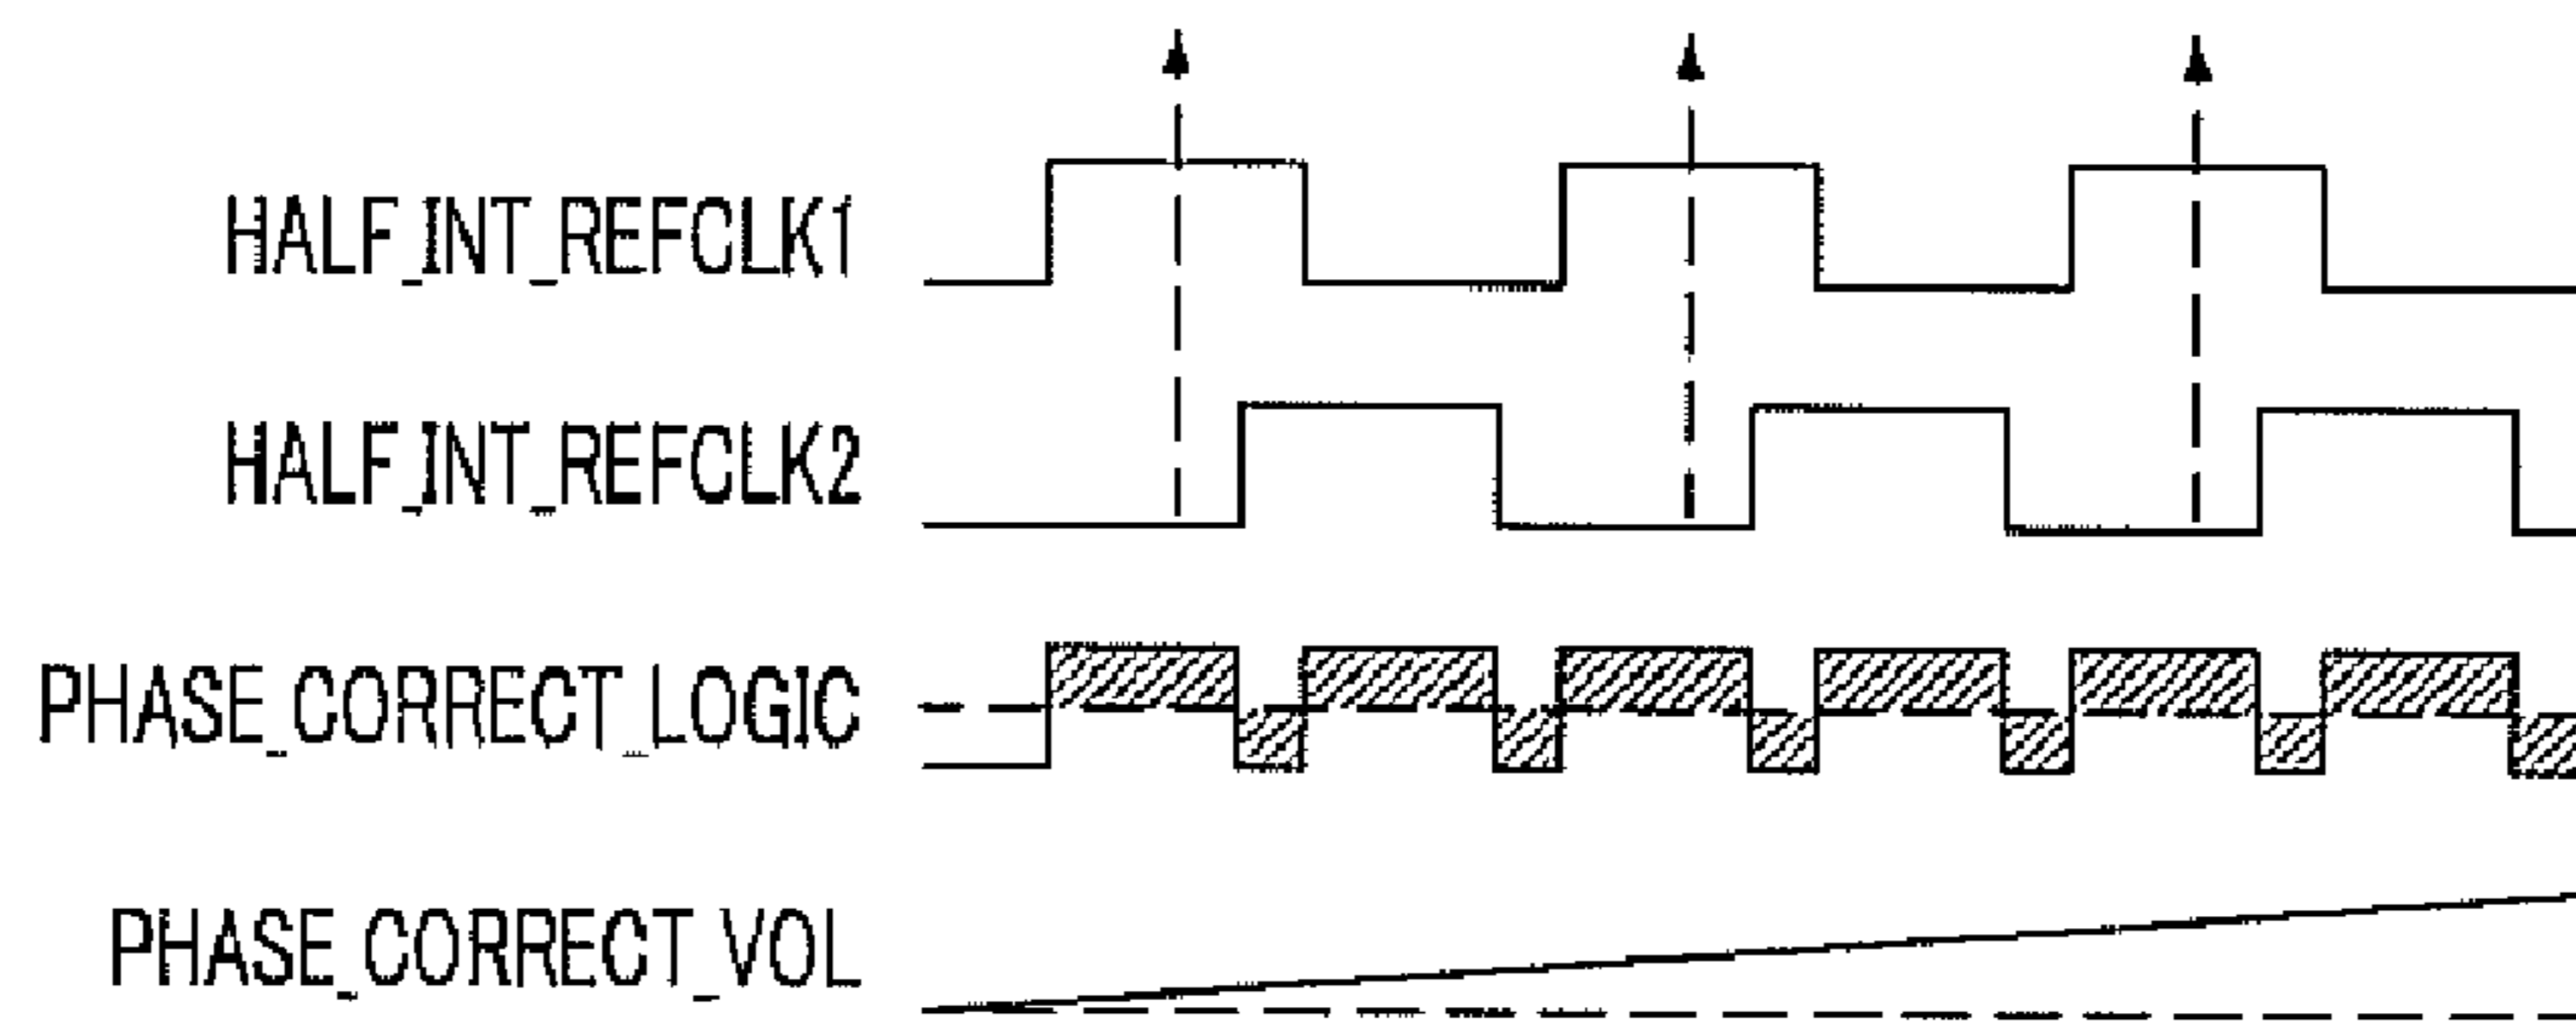 HALF_INT_REFCLK1
HALF_INT_REFCLK2
PHASE_CORRECT_LOGIC
PHASE_CORRECT_VOL